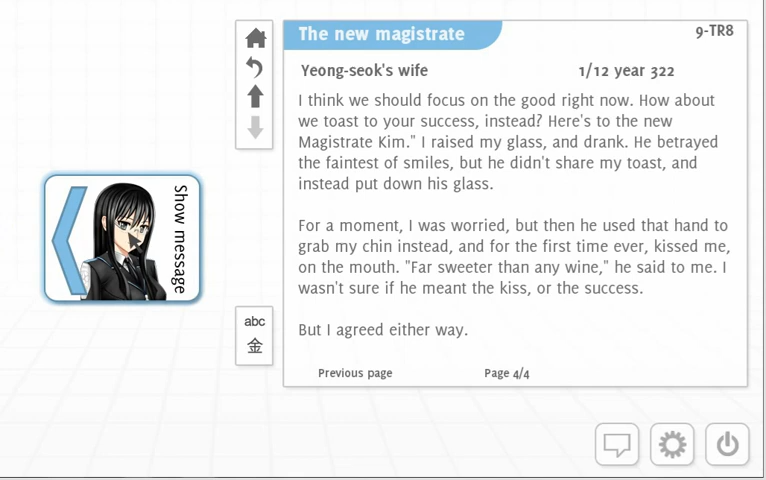 The new magistrate
9-TR8
Yeong-seok's wife
1/12 year 322
I think we should focus on the good right now. How about
we toast to your success, instead? Here's to the new
Magistrate Kim." I raised my glass, and drank. He betrayed
the faintest of smiles, but he didn't share my toast, and
instead put down his glass.
For a moment, I was worried, but then he used that hand to
grab my chin instead, and for the first time ever, kissed me,
on the mouth. "Far sweeter than any wine," he said to me. I
wasn't sure if he meant the kiss, or the success.
But I agreed either way.
Previous page
Page 4/4
Show message
abc
金